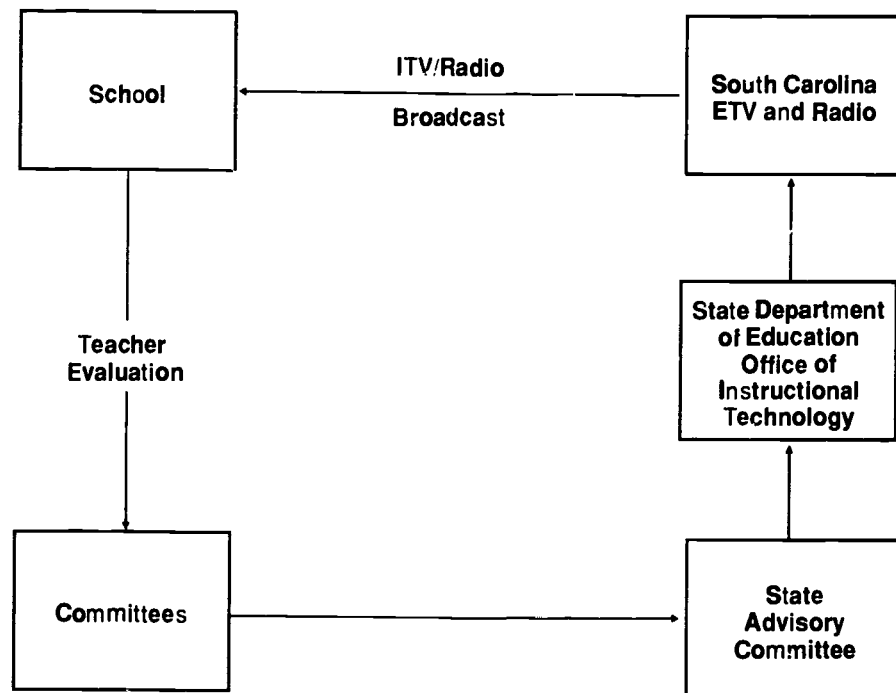 School
ITV/Radio
Broadcast
South Carolina
ETV and Radio
Teacher
Evaluation
State Department
of Education
Office of
Instructional
Technology
Committees
State
Advisory
Committee